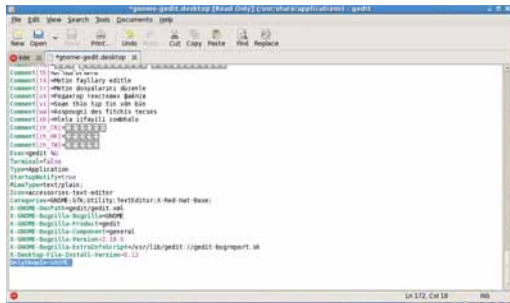 *gnome-gedit.desktop [Read Only] (/usr/share/applications) - gedit
File Edit View Search Tools Documents Help
New Open Print... Undo Cut Copy Paste Find Replace
*gnome-gedit.desktop
Comment[tk]=Metin fayllary editle
Comment[tr]=Metin dosyalarını düzenle
Comment[uk]=Редактор текстових файлів
Comment[vi]=Soạn thảo tập tin văn bản
Comment[wa]=Asspougnî des fitchîs tecses
Comment[xh]=Hlela iifayili zombhalo
Comment[zh_CN]=
Comment[zh_HK]=
Comment[zh_TW]=
Exec=gedit %U
Terminal=false
Type=Application
StartupNotify=true
MimeType=text/plain;
Icon=accessories-text-editor
Categories=GNOME;GTK;Utility;TextEditor;X-Red-Hat-Base;
X-GNOME-DocPath=gedit/gedit.xml
X-GNOME-Bugzilla-Bugzilla=GNOME
X-GNOME-Bugzilla-Product=gedit
X-GNOME-Bugzilla-Component=general
X-GNOME-Bugzilla-Version=2.18.0
X-GNOME-Bugzilla-ExtraInfoScript=/usr/lib/gedit-2/gedit-bugreport.sh
X-Desktop-File-Install-Version=0.12
OnlyShowIn=GNOME;
Ln 172, Col 18 INS